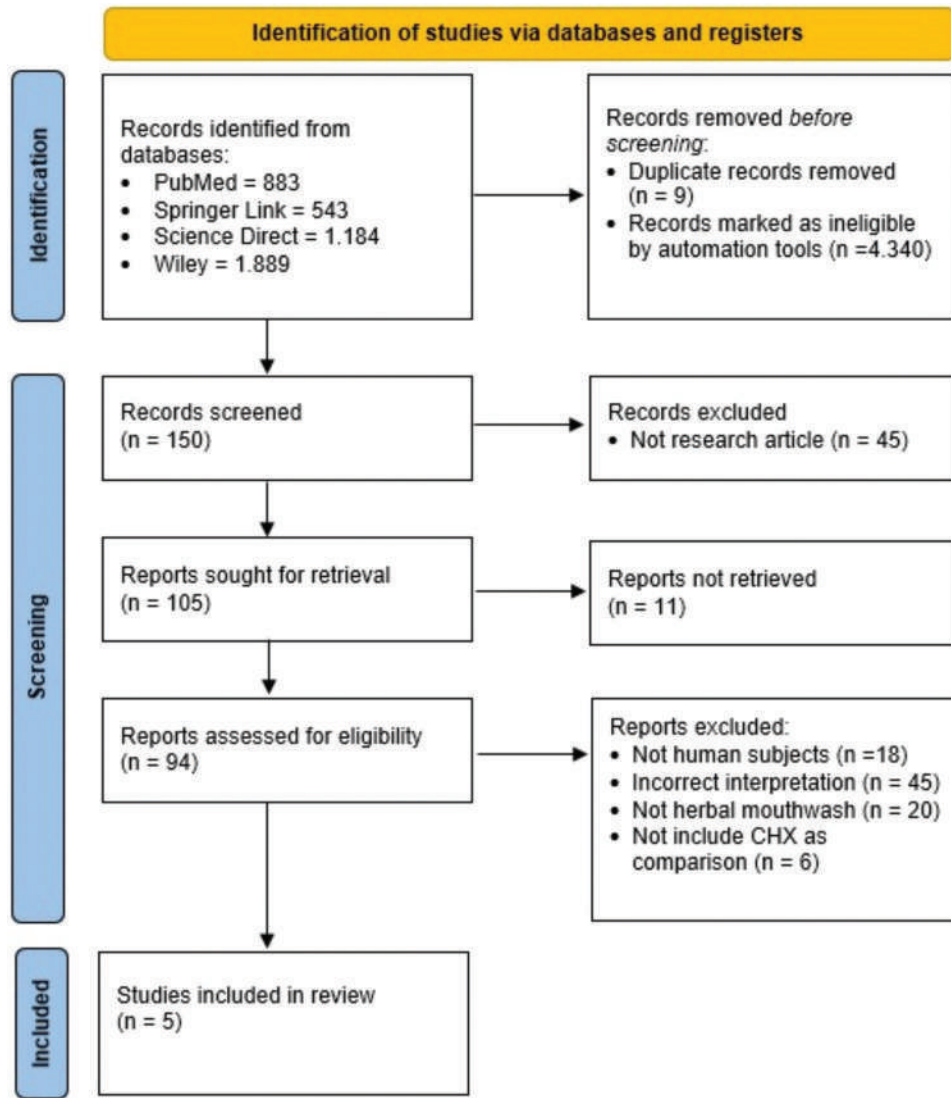 Identification of studies via databases and registers
Identification
Records identified from
databases:
• PubMed = 883
• Springer Link = 543
• Science Direct = 1.184
• Wiley = 1.889
Records removed before
screening:
• Duplicate records removed
(n = 9)
• Records marked as ineligible
by automation tools (n =4.340)
Screening
Records screened
(n = 150)
Records excluded
• Not research article (n = 45)
Reports sought for retrieval
(n = 105)
Reports not retrieved
(n = 11)
Reports assessed for eligibility
(n = 94)
Reports excluded:
• Not human subjects (n =18)
• Incorrect interpretation (n = 45)
• Not herbal mouthwash (n = 20)
• Not include CHX as
comparison (n = 6)
Included
Studies included in review
(n = 5)